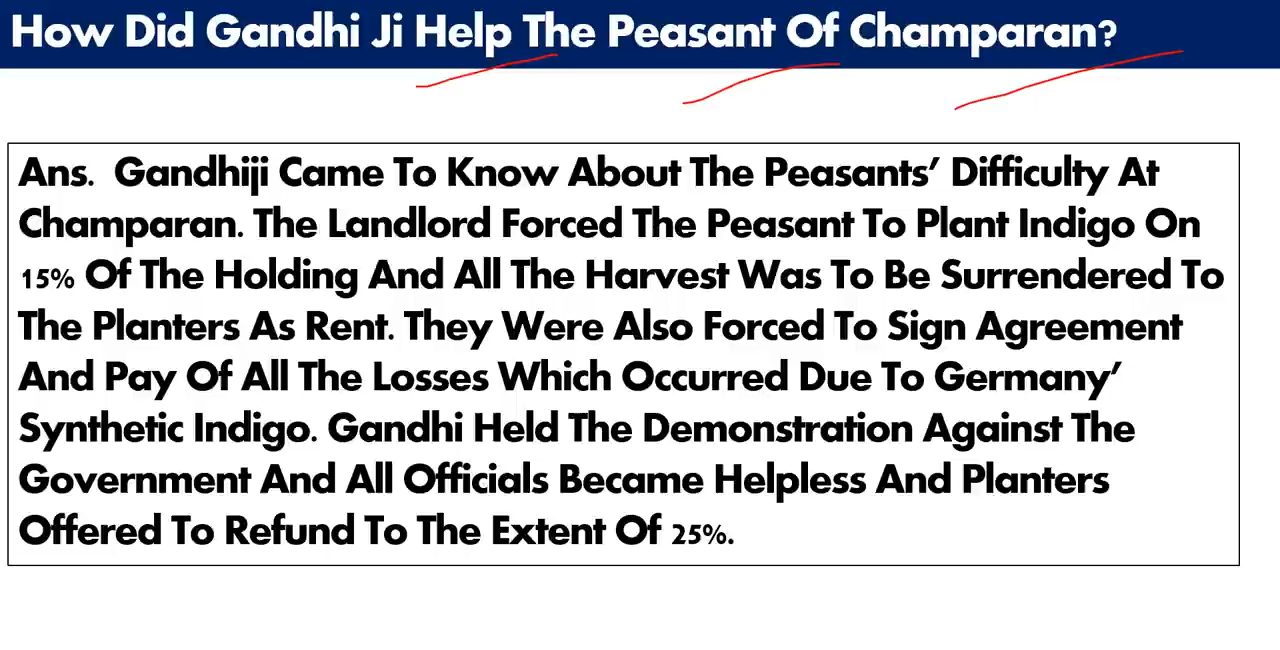 How Did Gandhi Ji Help The Peasant Of Champaran?
Ans. Gandhiji Came To Know About The Peasants’ Difficulty At
Champaran. The Landlord Forced The Peasant To Plant Indigo On
15% Of The Holding And All The Harvest Was To Be Surrendered To
The Planters As Rent. They Were Also Forced To Sign Agreement
And Pay Of All The Losses Which Occurred Due To Germany’
Synthetic Indigo. Gandhi Held The Demonstration Against The
Government And All Officials Became Helpless And Planters
Offered To Refund To The Extent Of 25%.